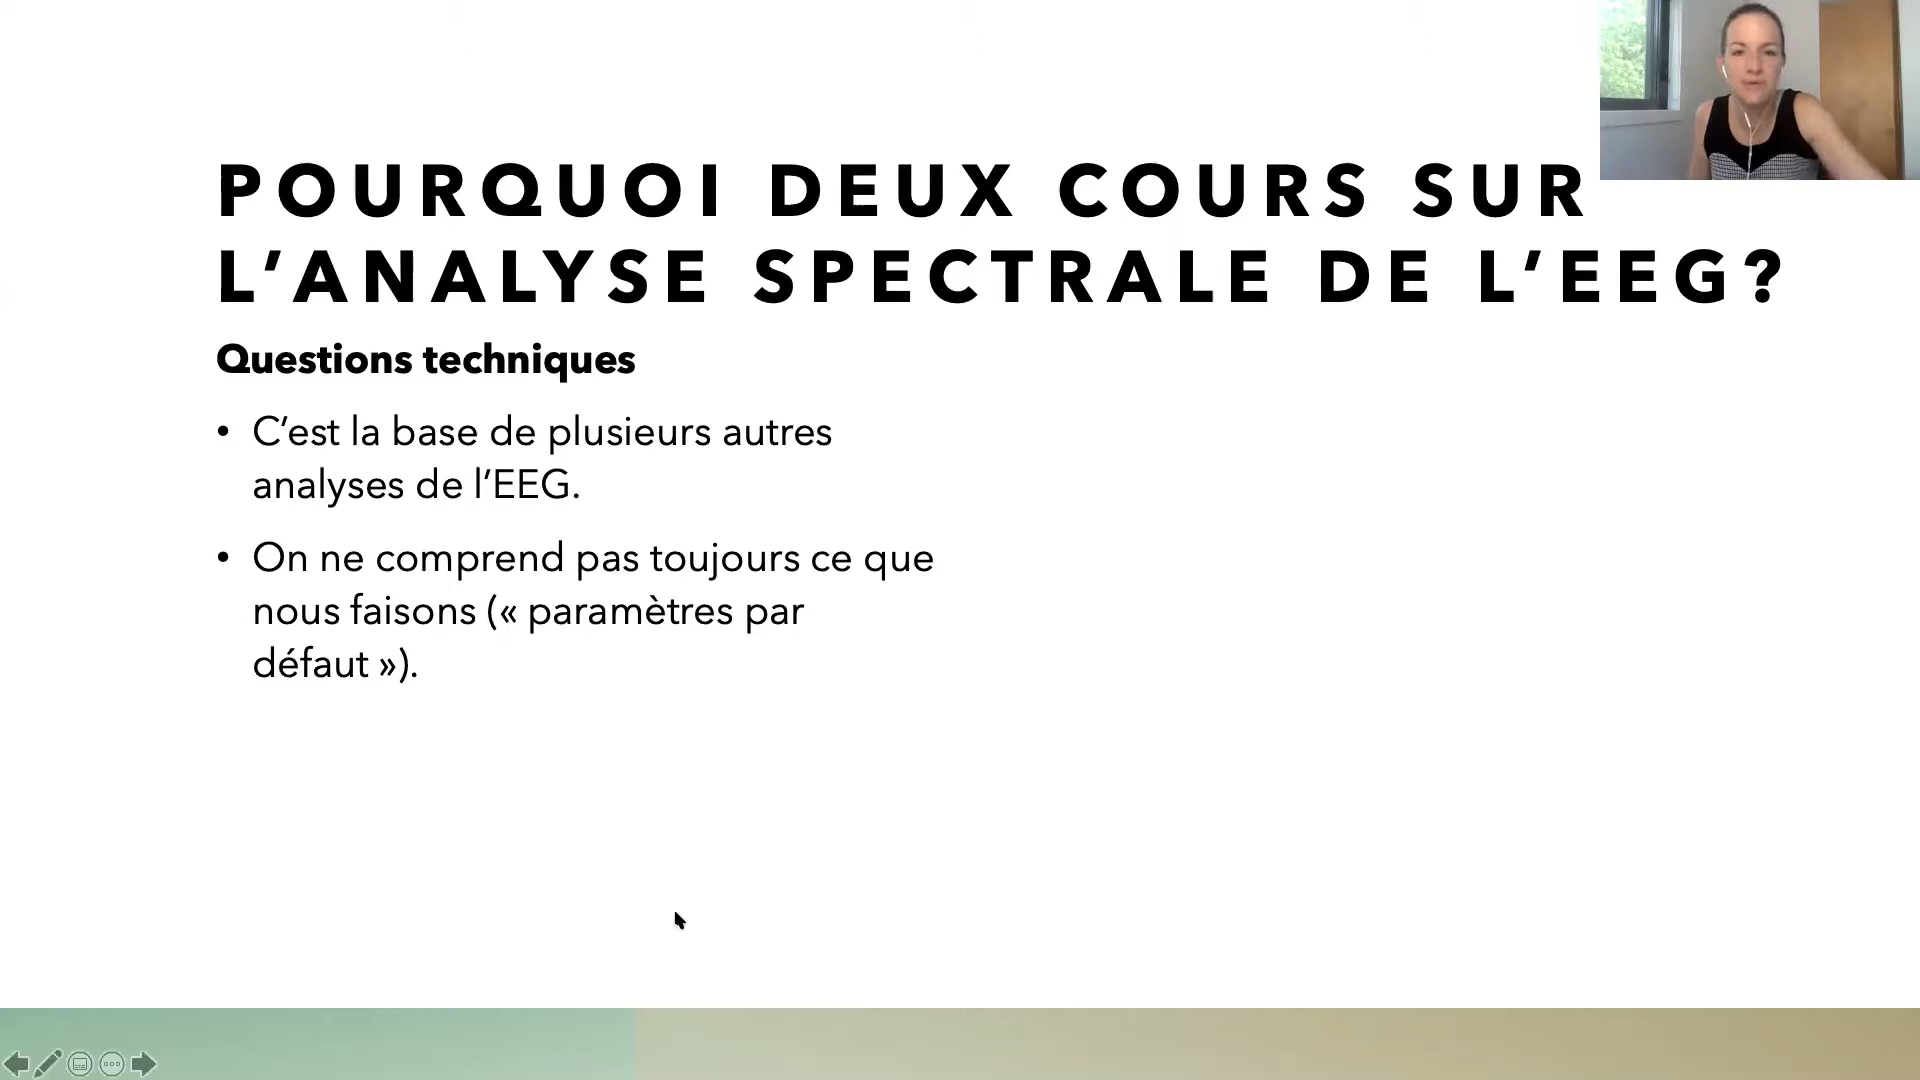 POURQUOI DEUX COURS SUR
L’ANALYSE SPECTRALE DE L’EEG?
Questions techniques
• C’est la base de plusieurs autres
analyses de l’EEG.
• On ne comprend pas toujours ce que
nous faisons (« paramètres par
défaut »).